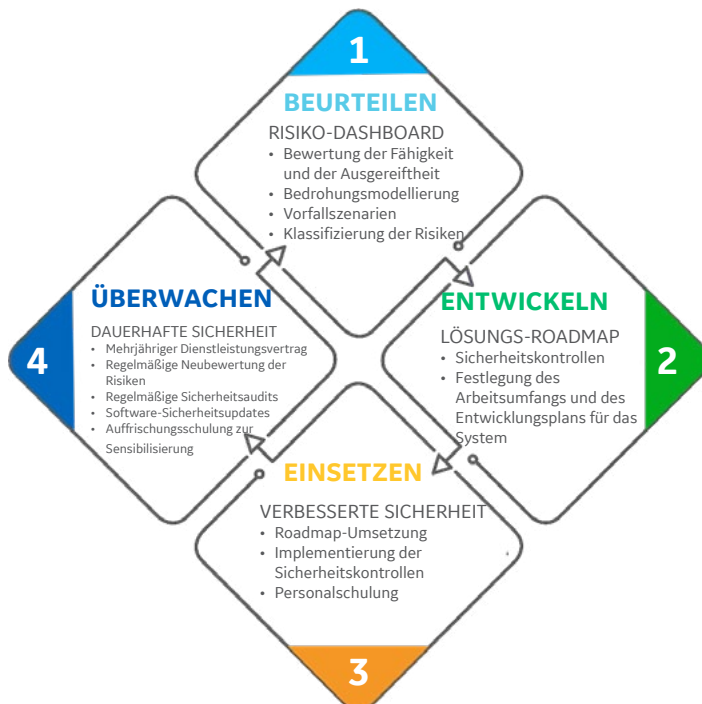 1
BEURTEILEN
RISIKO-DASHBOARD
• Bewertung der Fähigkeit
und der Ausgereiftheit
• Bedrohungsmodellierung
• Vorfallszenarien
• Klassifizierung der Risiken
2
ENTWICKELN
LÖSUNGS-ROADMAP
• Sicherheitskontrollen
• Festlegung des
Arbeitsumfangs und des
Entwicklungsplans für das
System
3
EINSETZEN
VERBESSERTE SICHERHEIT
• Roadmap-Umsetzung
• Implementierung der
Sicherheitskontrollen
• Personalschulung
4
ÜBERWACHEN
DAUERHAFTE SICHERHEIT
• Mehrjähriger Dienstleistungsvertrag
• Regelmäßige Neubewertung der
Risiken
• Regelmäßige Sicherheitsaudits
• Software-Sicherheitsupdates
• Auffrischungsschulung zur
Sensibilisierung